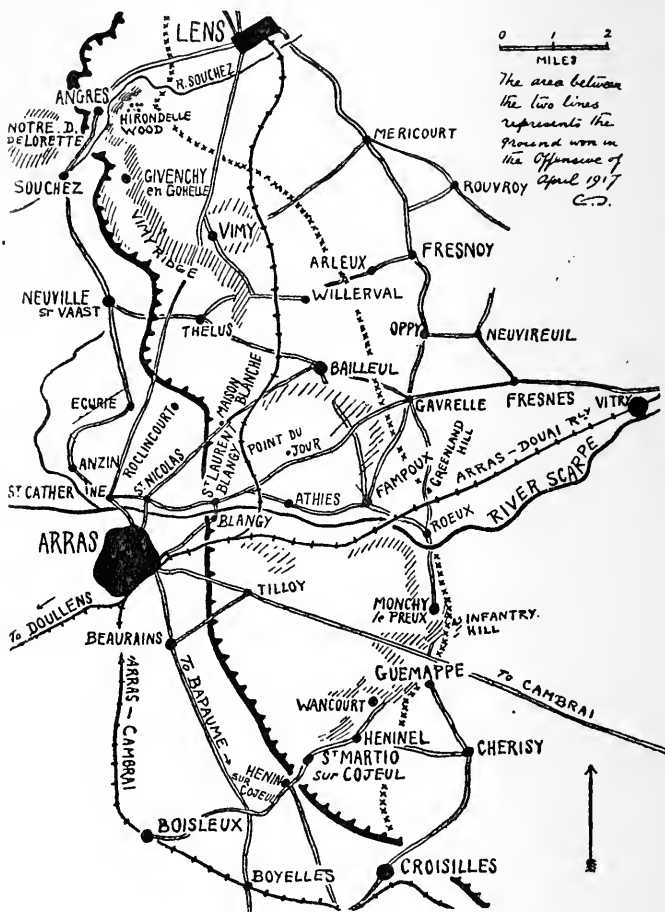 LENS
0 1 2
MILES
The area between
the two lines
represents the
ground won in
the Offensive of
April 1917
C.D.
R. SOUCHEZ
ANGRES
HIRONDELLE
WOOD
NOTRE. D.
DE LORETTE
MERICOURT
SOUCHEZ
GIVENCHY
en GOHELLE
ROUVROY
VIMY RIDGE
VIMY
ARLEUX
FRESNOY
NEUVILLE
ST VAAST
WILLERVAL
THELUS
OPPY
NEUVIREUIL
BAILLEUL
ECURIE
ROCLINCOURT
MAISON
BLANCHE
GAVRELLE
FRESNES
VITRY
ANZIN
ST NICOLAS
ST LAURENT
BLANGY
POINT DU
JOUR
GREENLAND
HILL
ARRAS-DOUAI RLY
ST CATHERINE
ATHIES
FAMPOUX
RIVER SCARPE
BLANGY
ROEUX
ARRAS
TILLOY
MONCHY
le PREUX
INFANTRY.
HILL
TO DOULLENS
BEAURAINS
GUEMAPPE
TO CAMBRAI
ARRAS-CAMBRAI
TO BAPAUME
WANCOURT
HENINEL
CHERISY
ST MARTIO
sur COJEUL
HENIN
sur
COJEUL
BOISLEUX
BOYELLES
CROISILLES